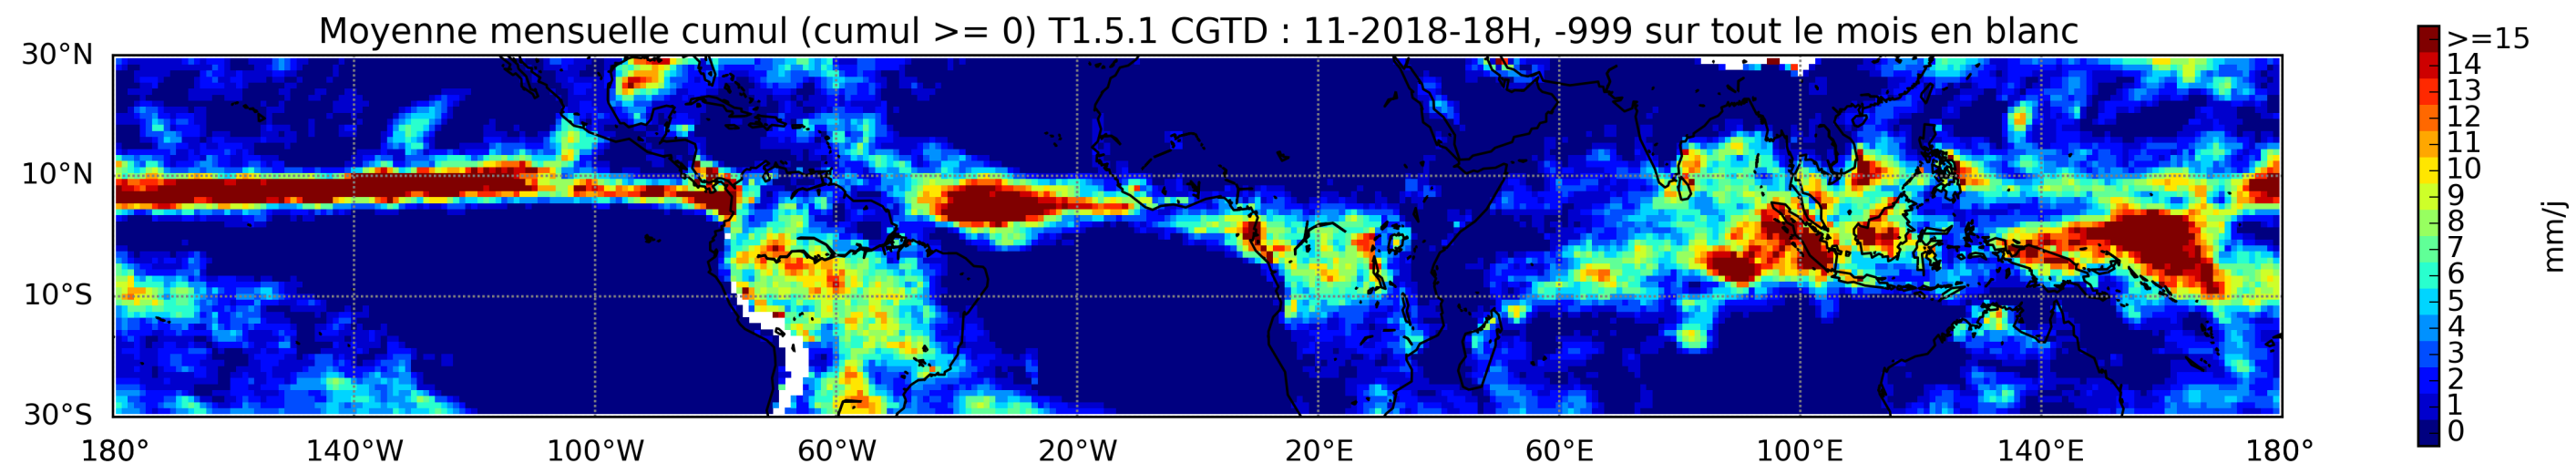 Moyenne mensuelle cumul (cumul >= 0) T1.5.1 CGTD : 11-2018-18H, -999 sur tout le mois en blanc
30°N
10°N
10°S
30°S
180°
140°W
100°W
60°W
20°W
20°E
60°E
100°E
140°E
180°
>=15
14
13
12
11
10
9
8
7
6
5
4
3
2
1
0
mm/j